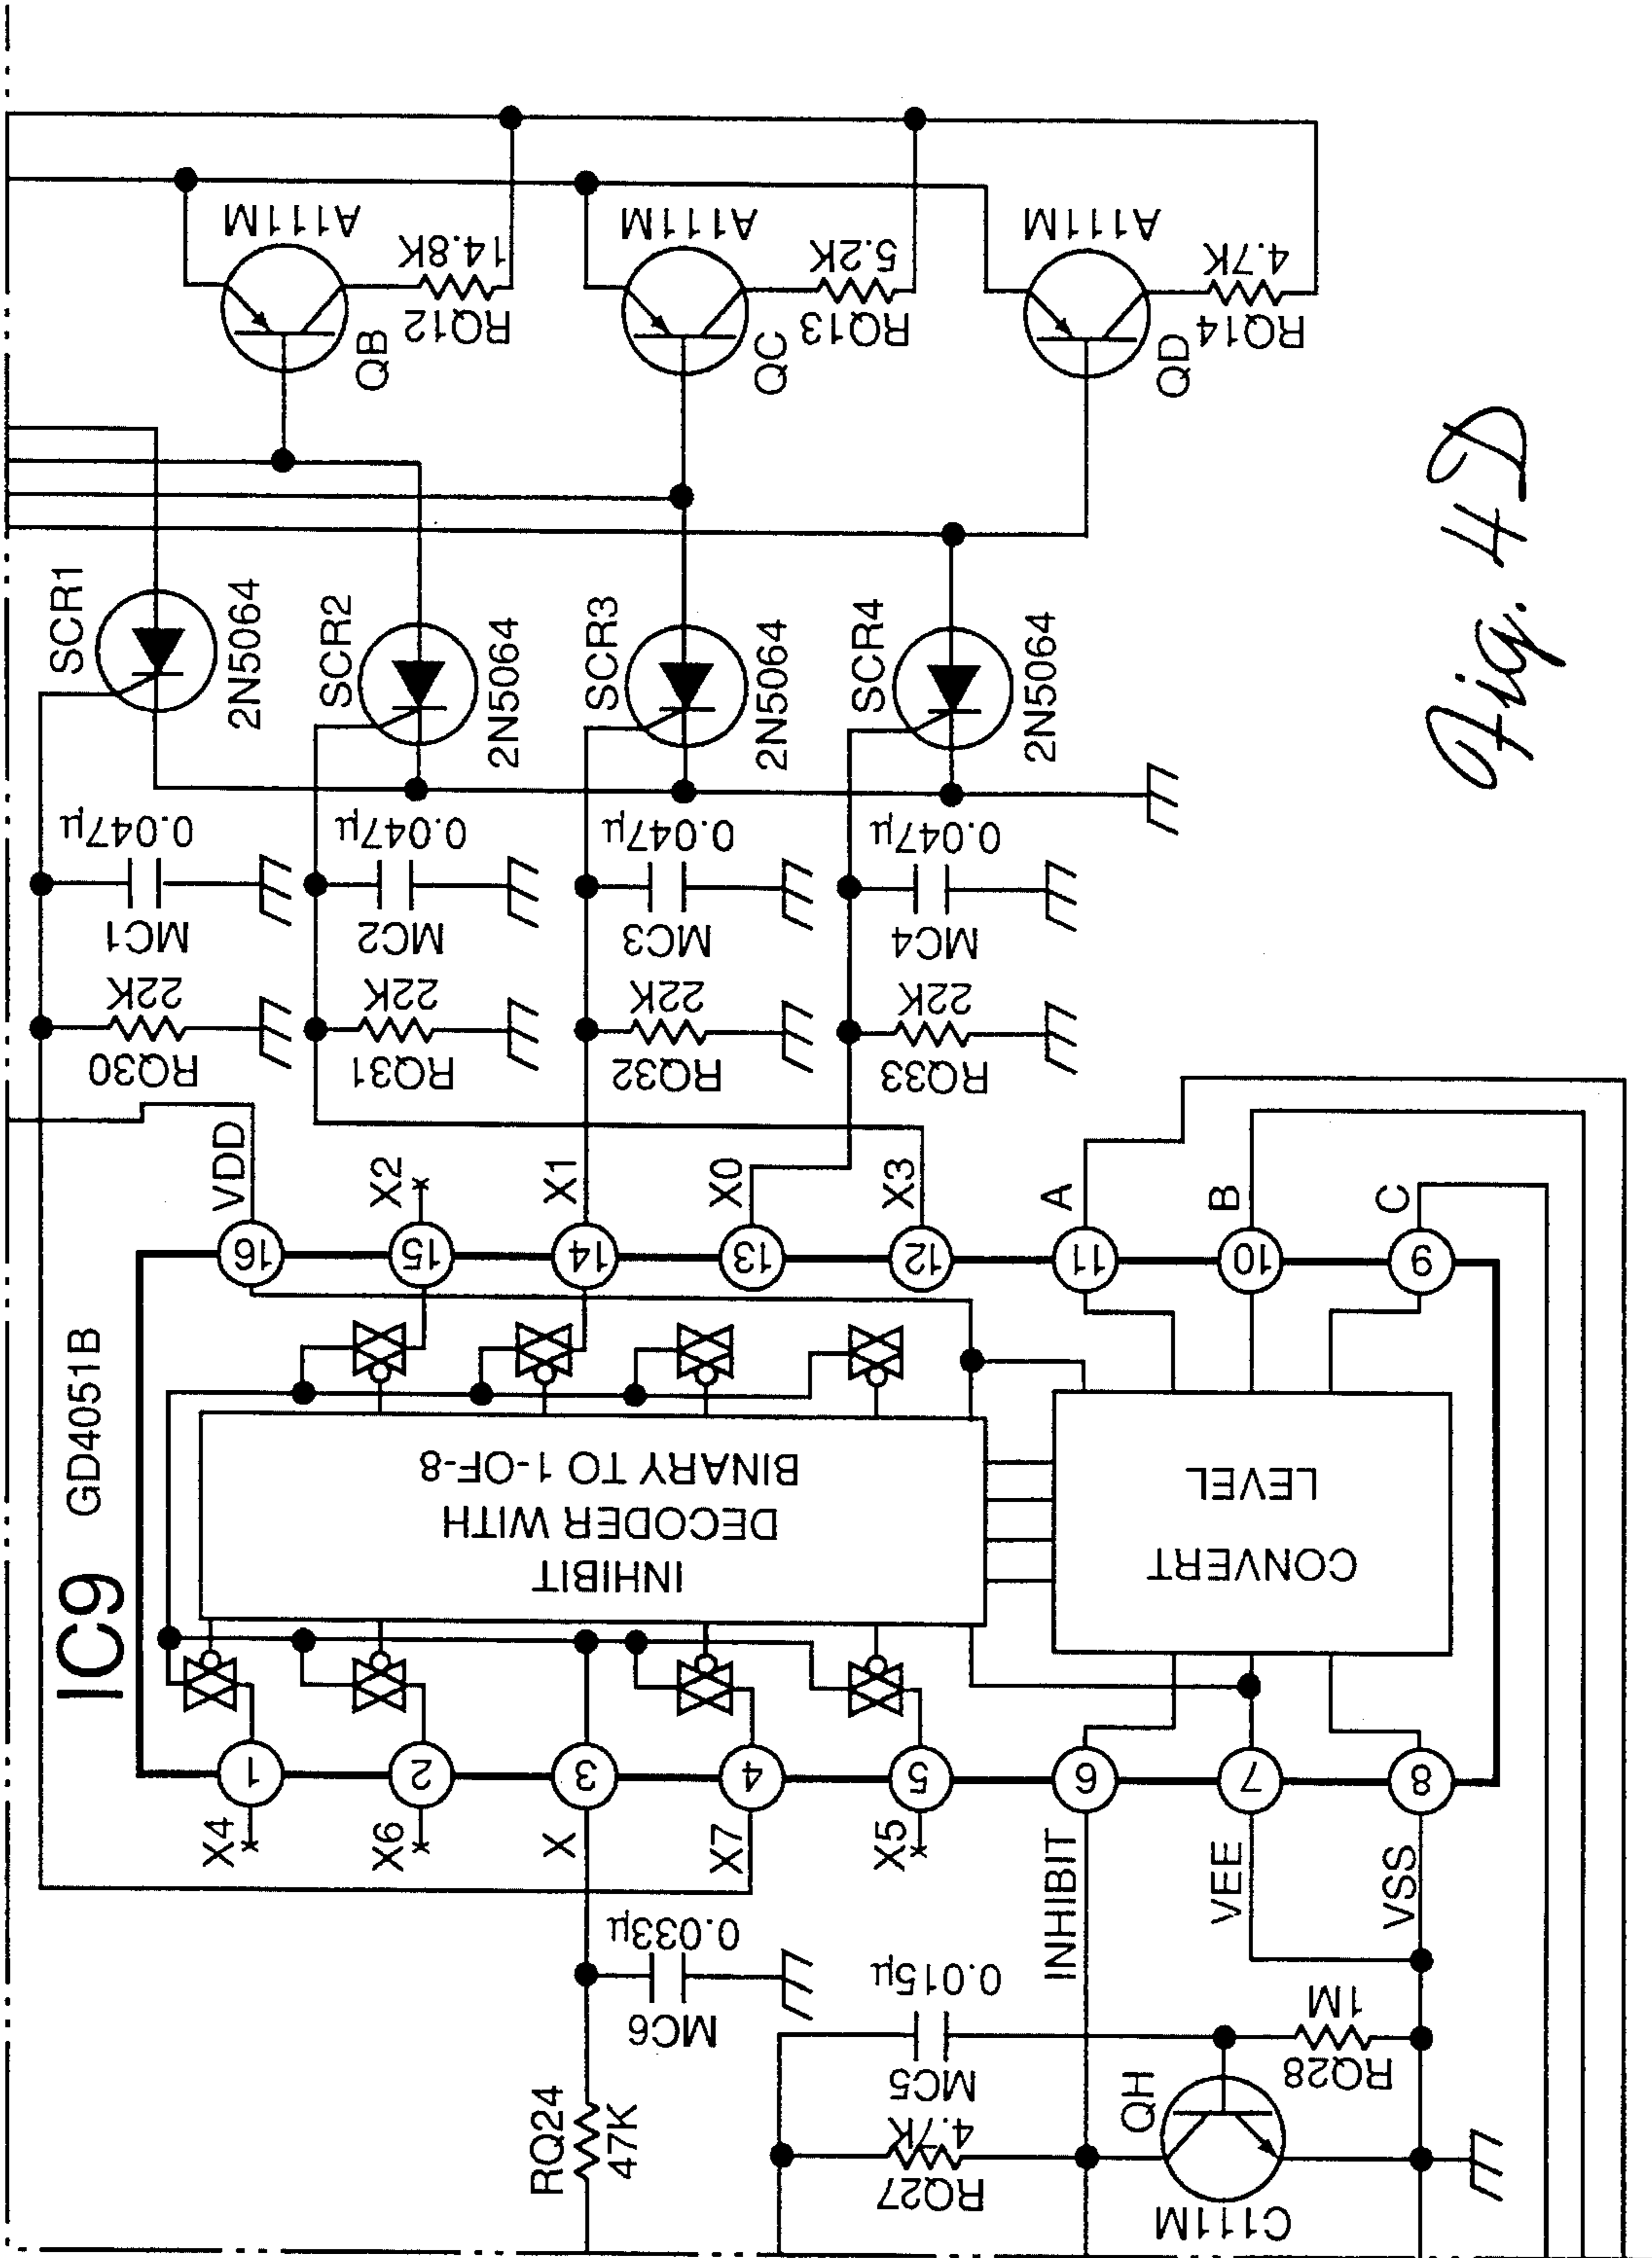 A111M
14.8K
RQ12
QB
A111M
5.2K
RQ13
QC
A111M
4.7K
RQ14
QD
SCR1
2N5064
SCR2
2N5064
SCR3
2N5064
SCR4
2N5064
Fig. 4D
0.047µ
MC1
0.047µ
MC2
0.047µ
MC3
0.047µ
MC4
22K
RQ30
22K
RQ31
22K
RQ32
22K
RQ33
VDD
X2
X1
X0
X3
A
B
C
16
15
14
13
12
11
10
9
IC9 GD4051B
BINARY TO 1-OF-8
DECODER WITH
INHIBIT
LEVEL
CONVERT
1
2
3
4
5
6
7
8
X4
X6
X
X7
X5
INHIBIT
VEE
VSS
0.033µ
MC6
0.015µ
MC5
1M
RQ28
RQ24
47K
4.7K
RQ27
QH
C111M